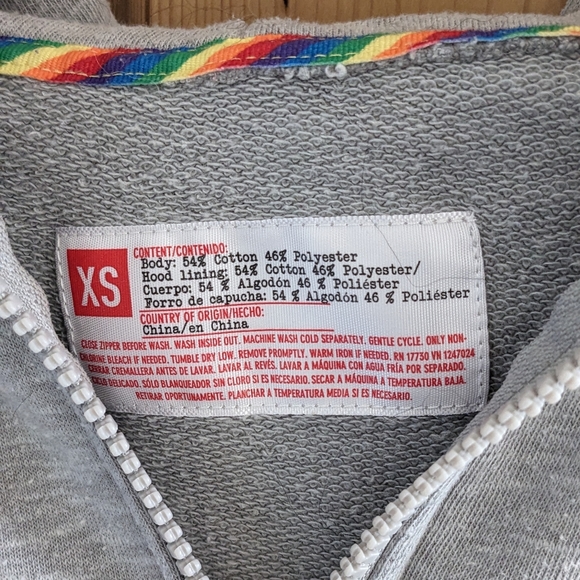 XS
CONTENT/CONTENIDO:
Body: 54% Cotton 46% Polyester
Hood lining: 54% Cotton 46% Polyester/
Cuerpo: 54 % Algodón 46 % Poliéster
Forro de capucha: 54 % Algodón 46 % Poliéster
COUNTRY OF ORIGIN/HECHO:
China/en China
CLOSE ZIPPER BEFORE WASH. WASH INSIDE OUT. MACHINE WASH COLD SEPARATELY. GENTLE CYCLE. ONLY NON-
CHLORINE BLEACH IF NEEDED. TUMBLE DRY LOW. REMOVE PROMPTLY. WARM IRON IF NEEDED. RN 17730 VN 1247024
CERRAR CREMALLERA ANTES DE LAVAR. LAVAR AL REVÉS. LAVAR A MÁQUINA CON AGUA FRÍA POR SEPARADO.
CICLO DELICADO. SÓLO BLANQUEADOR SIN CLORO SI ES NECESARIO. SECAR A MÁQUINA A TEMPERATURA BAJA.
RETIRAR OPORTUNAMENTE. PLANCHAR A TEMPERATURA MEDIA SI ES NECESARIO.